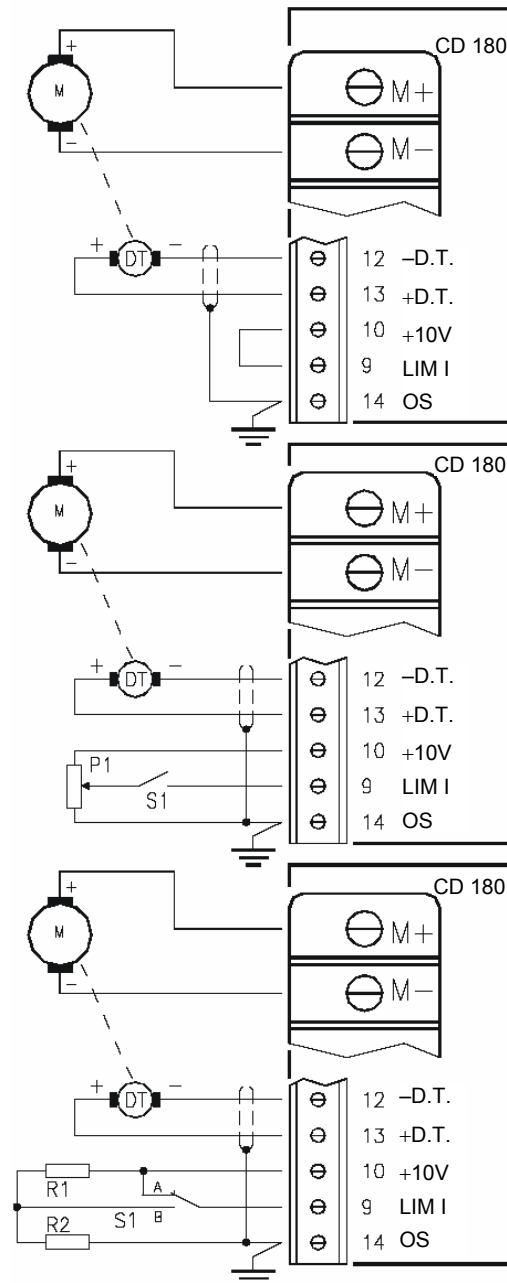 CD 180
+
M
M+
-
M-
+ DT -
12 -D.T.
13 +D.T.
10 +10V
9 LIM I
14 OS
CD 180
+
M
M+
-
M-
+ DT -
12 -D.T.
13 +D.T.
10 +10V
P1
9 LIM I
S1
14 OS
CD 180
+
M
M+
-
M-
+ DT -
12 -D.T.
13 +D.T.
10 +10V
R1 A
9 LIM I
R2 S1 B
14 OS